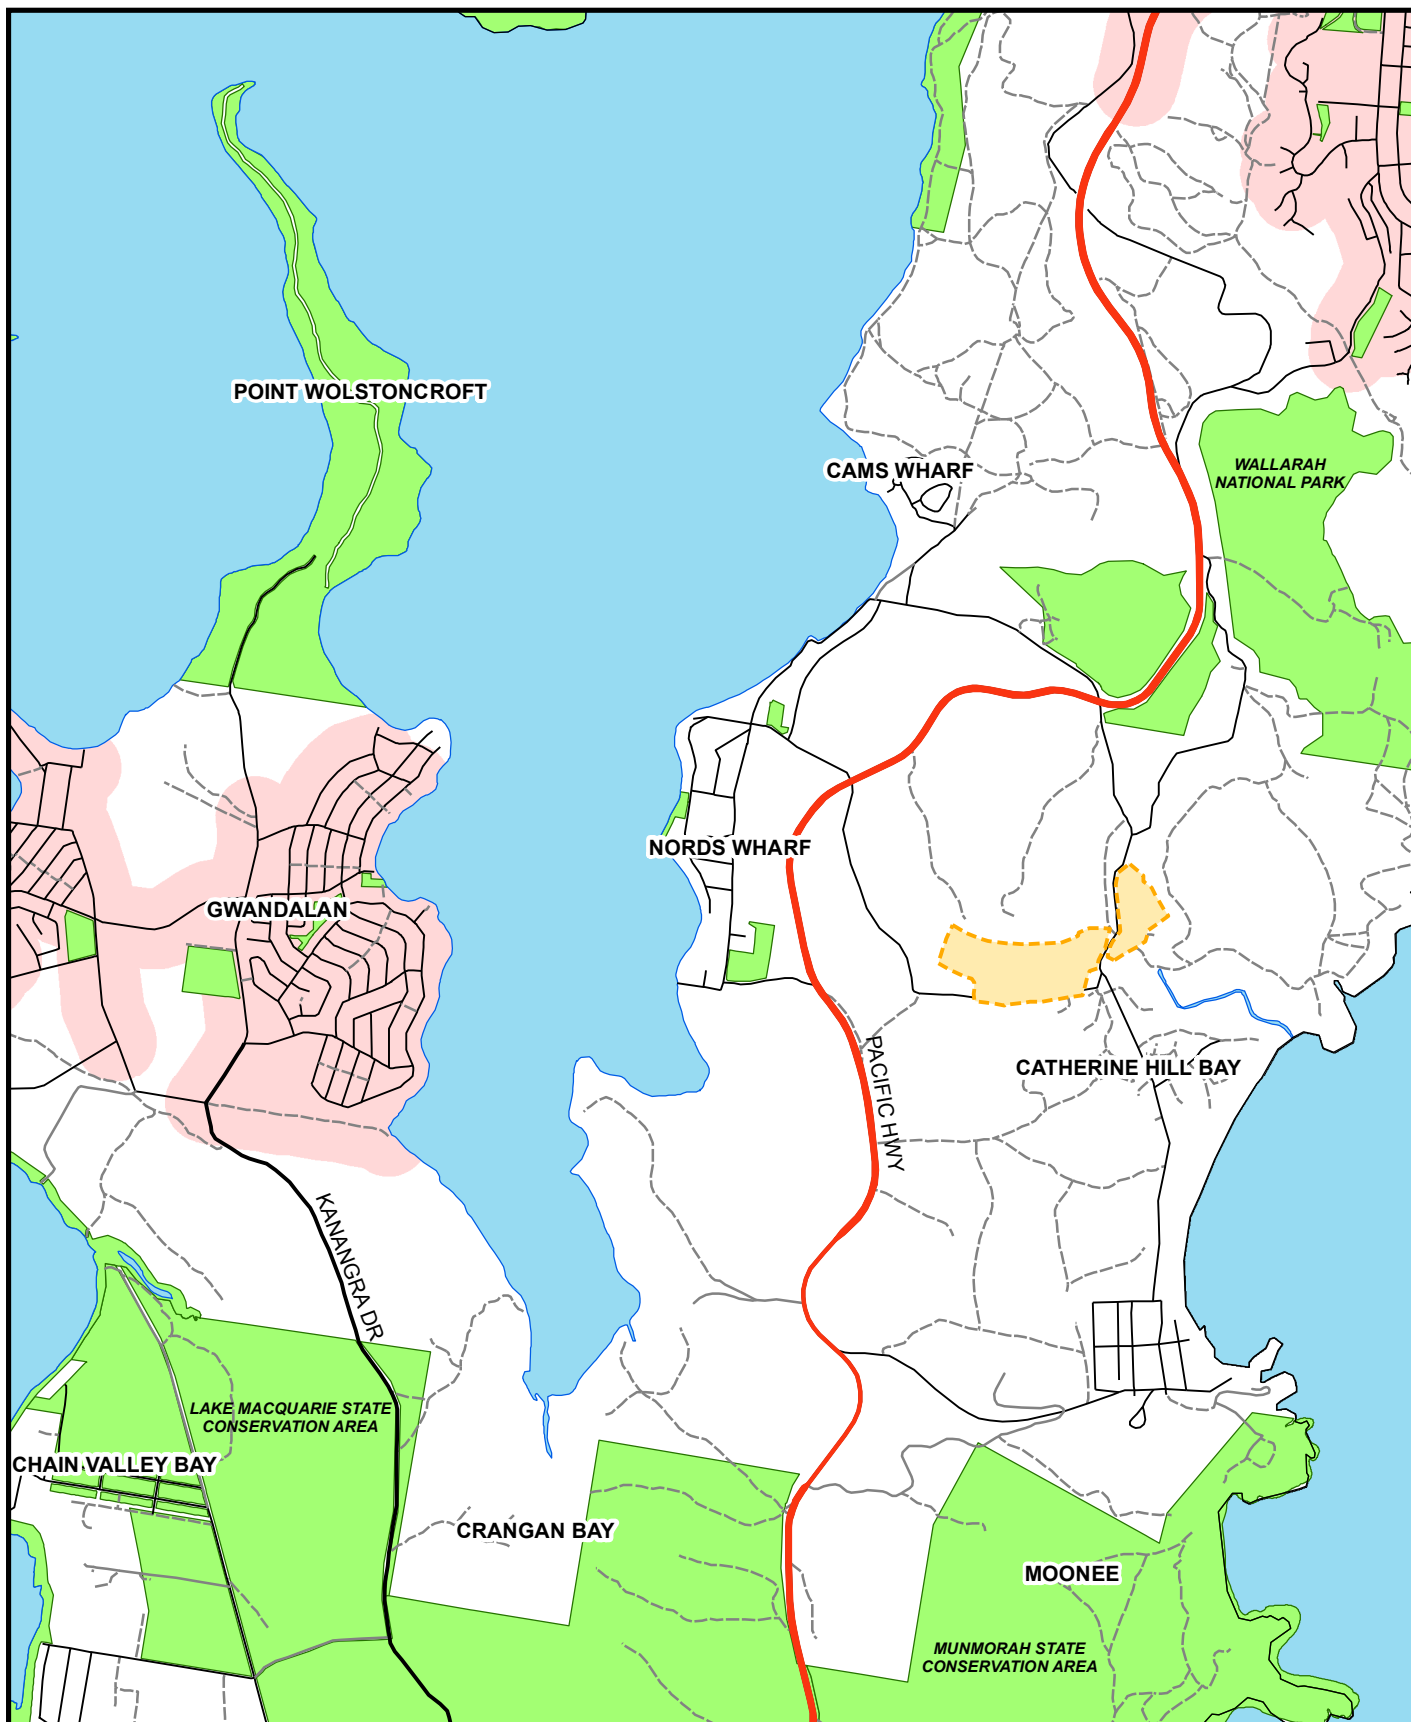 POINT WOLSTONCROFT
CAMS WHARF
WALLARAH
NATIONAL PARK
NORDS WHARF
GWANDALAN
PACIFIC HWY
CATHERINE HILL BAY
KANANGRA DR
LAKE MACQUARIE STATE
CONSERVATION AREA
CHAIN VALLEY BAY
CRANGAN BAY
MOONEE
MUNMORAH STATE
CONSERVATION AREA